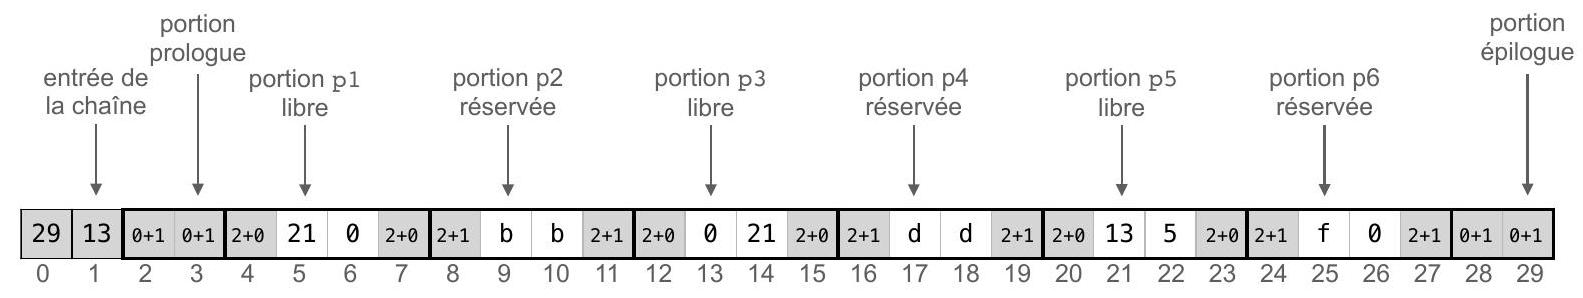 portion
prologue
portion
épilogue
entrée de
la chaîne
portion p1
libre
portion p2
réservée
portion p3
libre
portion p4
réservée
portion p5
libre
portion p6
réservée
29 13 0+1 0+1 2+0 21 0 2+0 2+1 b b 2+1 2+0 0 21 2+0 2+1 d d 2+1 2+0 13 5 2+0 2+1 f 0 2+1 0+1 0+1
0 1 2 3 4 5 6 7 8 9 10 11 12 13 14 15 16 17 18 19 20 21 22 23 24 25 26 27 28 29